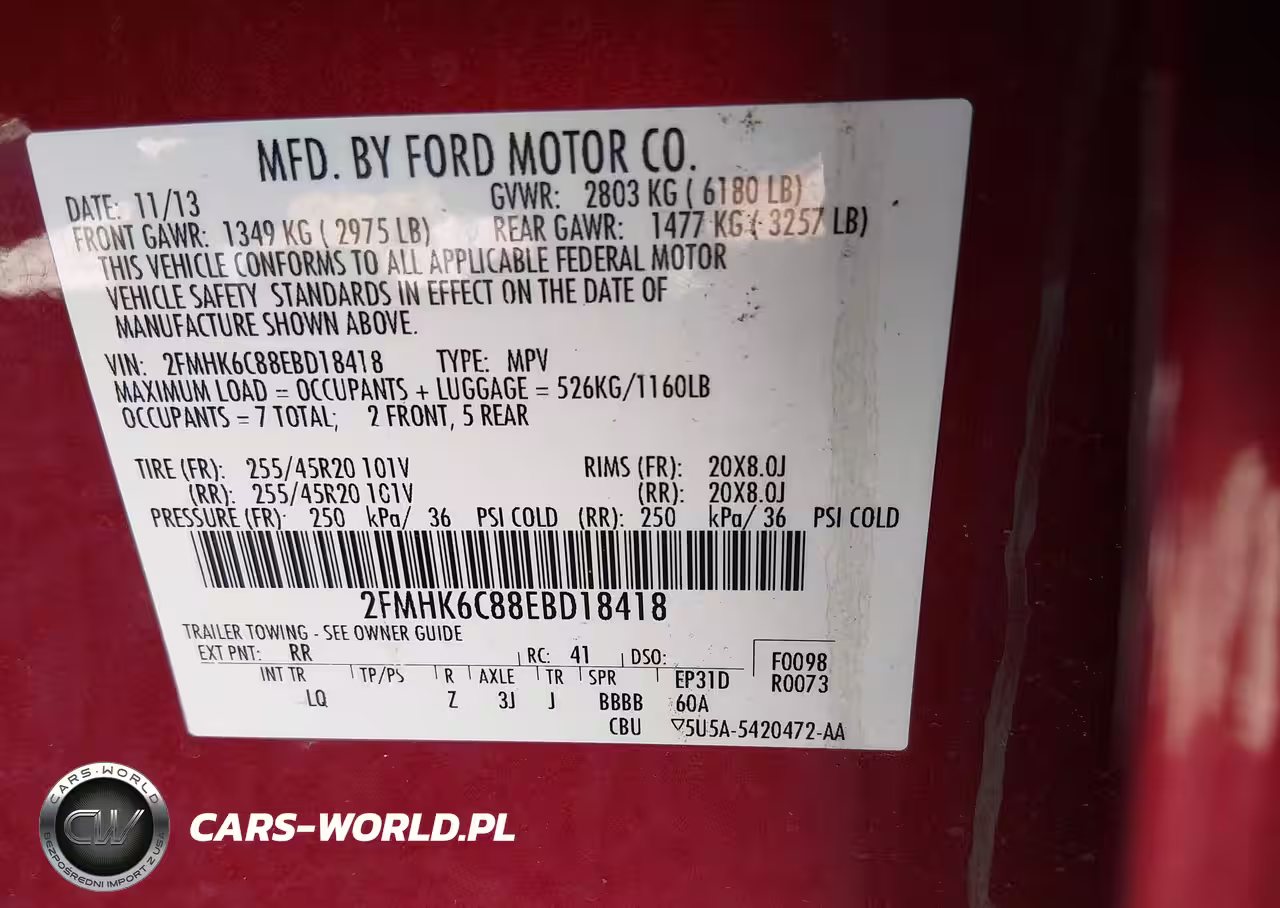 MFD. BY FORD MOTOR CO.
DATE: 11/13 GVWR: 2803 KG ( 6180 LB)
FRONT GAWR: 1349 KG ( 2975 LB) REAR GAWR: 1477 KG ( 3257 LB)
THIS VEHICLE CONFORMS TO ALL APPLICABLE FEDERAL MOTOR
VEHICLE SAFETY STANDARDS IN EFFECT ON THE DATE OF
MANUFACTURE SHOWN ABOVE.
VIN: 2FMHK6C88EBD18418 TYPE: MPV
MAXIMUM LOAD = OCCUPANTS + LUGGAGE = 526KG/1160LB
OCCUPANTS = 7 TOTAL; 2 FRONT, 5 REAR
TIRE (FR): 255/45R20 101V RIMS (FR): 20X8.0J
(RR): 255/45R20 101V (RR): 20X8.0J
PRESSURE (FR): 250 kPa/ 36 PSI COLD (RR): 250 kPa/ 36 PSI COLD
2FMHK6C88EBD18418
TRAILER TOWING - SEE OWNER GUIDE
EXT PNT: RR RC: 41 DSO: F0098
INT TR TP/PS R AXLE TR SPR EP31D R0073
LQ Z 3J J BBBB 60A
CBU ▽5U5A-5420472-AA
CARS-WORLD
CW
BEZPOŚREDNI IMPORT Z USA
CARS-WORLD.PL